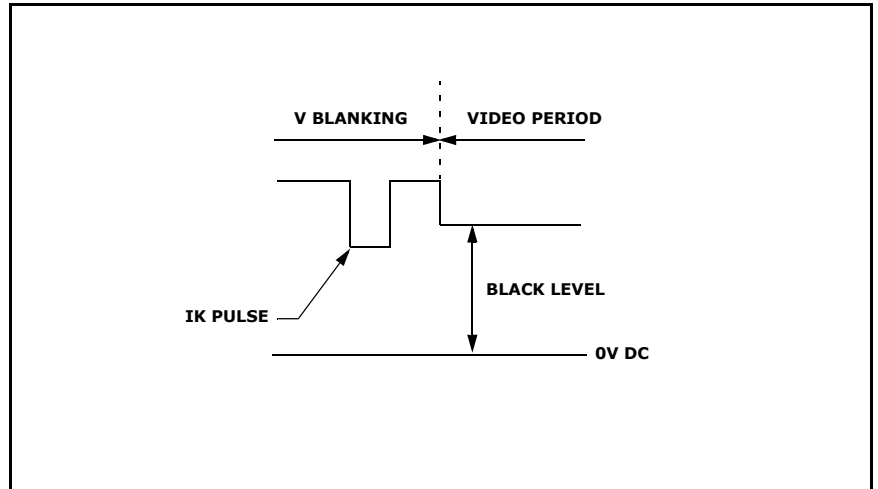 V BLANKING
VIDEO PERIOD
BLACK LEVEL
IK PULSE
0V DC